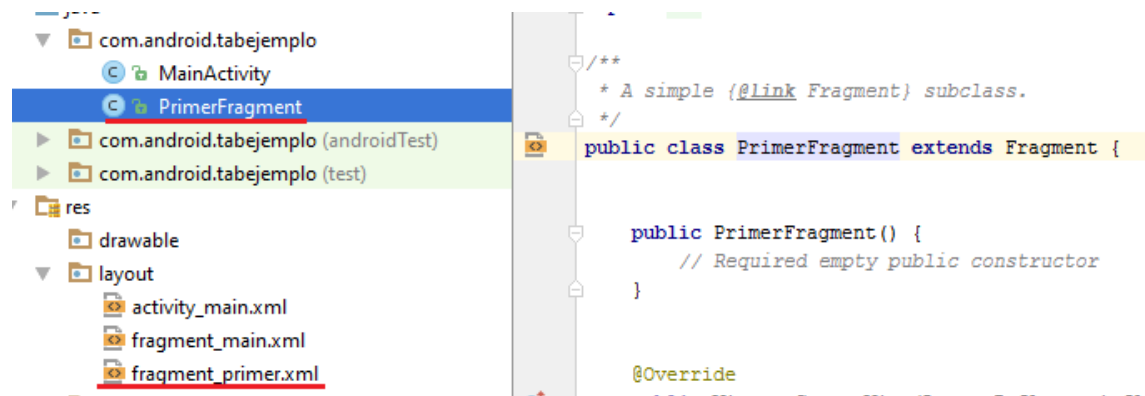 com.android.tabejemplo
MainActivity
PrimerFragment
com.android.tabejemplo (androidTest)
com.android.tabejemplo (test)
res
drawable
layout
activity_main.xml
fragment_main.xml
fragment_primer.xml
/**
* A simple {@link Fragment} subclass.
*/
public class PrimerFragment extends Fragment {
public PrimerFragment() {
// Required empty public constructor
}
@Override